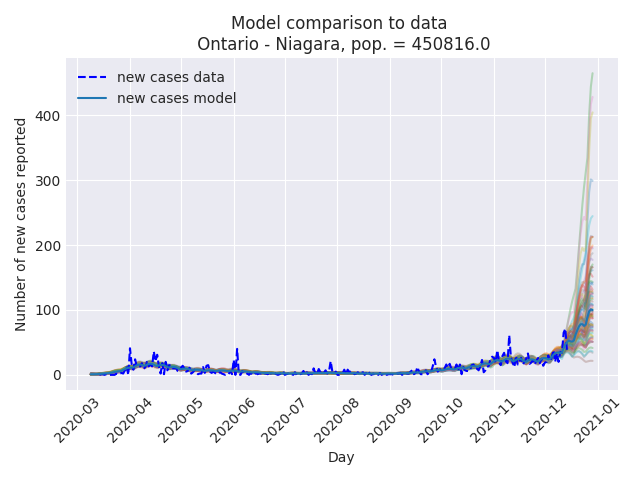 Model comparison to data
Ontario - Niagara, pop. = 450816.0
new cases data
new cases model
Number of new cases reported
400
300
200
100
0
2020-03
2020-04
2020-05
2020-06
2020-07
2020-08
2020-09
2020-10
2020-11
2020-12
2021-01
Day